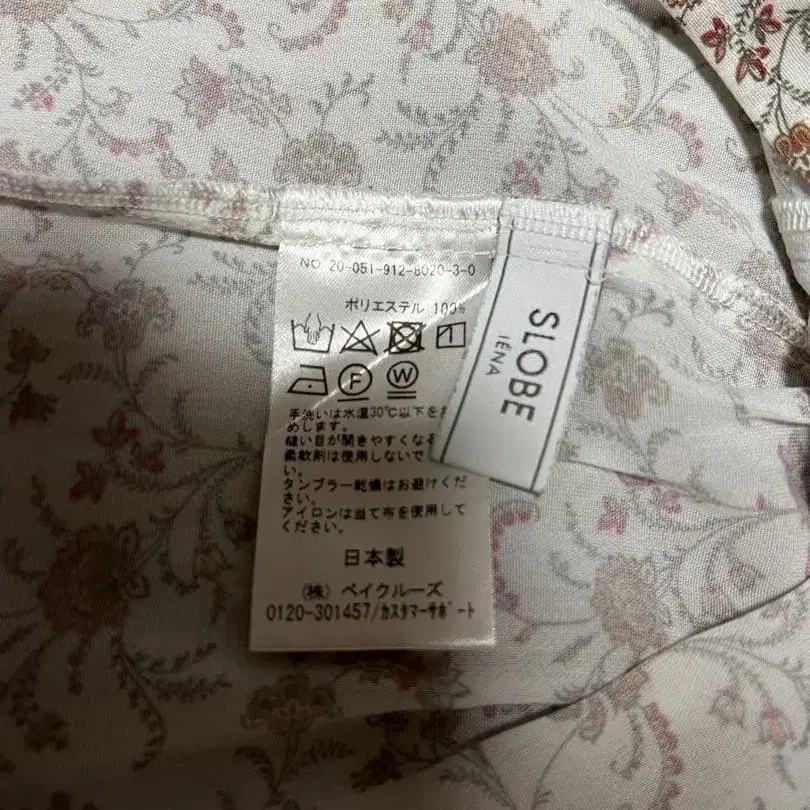 NO 20-051-912-8020-3-0
ポリエステル 100%
F W
手洗いは水温30℃以下をお
めします。
縫い目が開きやすくなる
柔軟剤は使用しないで
い。
タンブラー乾燥はお避けくだ
さい。
アイロンは当て布を使用して
ください。
日本製
(株) ベイクルーズ
0120-301457/カスタマーサポート
SLOBE
IÉNA